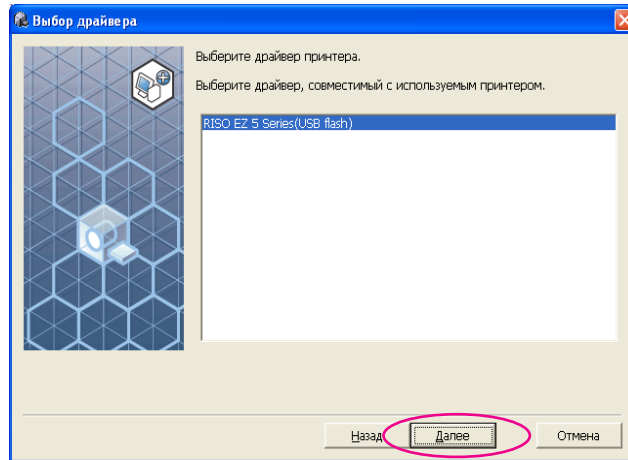 Выбор драйвера
Выберите драйвер принтера.
Выберите драйвер, совместимый с используемым принтером.
RISO EZ 5 Series(USB flash)
Назад
Далее
Отмена